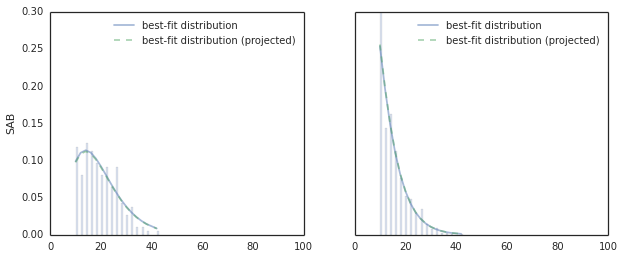 0.30
0.25
0.20
0.15
0.10
0.05
0.00
SAB
best-fit distribution
best-fit distribution (projected)
0 20 40 60 80 100
best-fit distribution
best-fit distribution (projected)
0 20 40 60 80 100